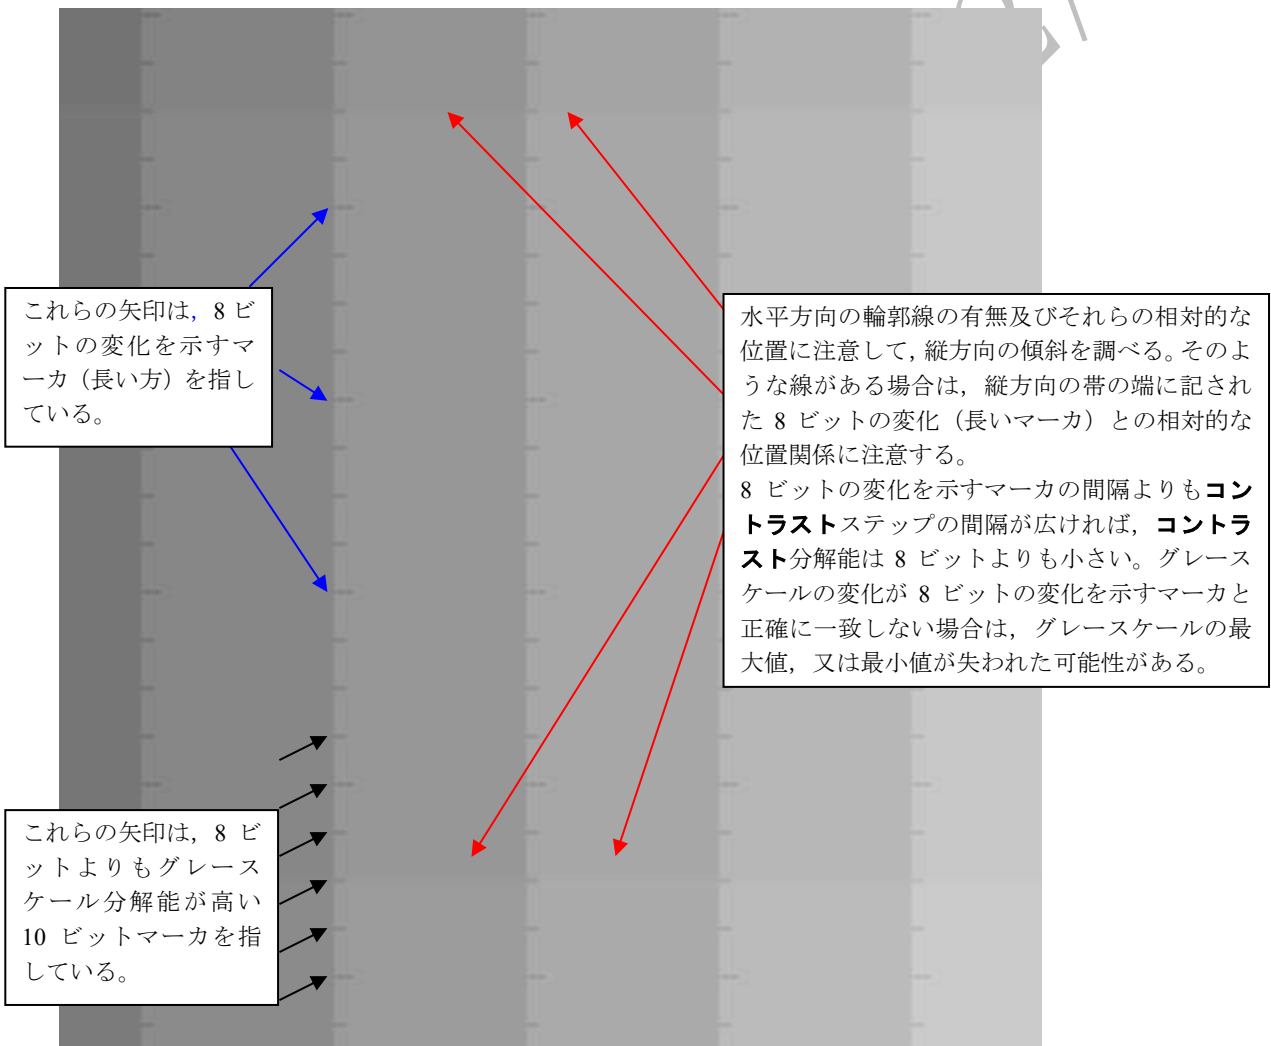 これらの矢印は，8 ビ
ットの変化を示すマ
ーカ（長い方）を指し
ている。
水平方向の輪郭線の有無及びそれらの相対的な
位置に注意して，縦方向の傾斜を調べる。そのよ
うな線がある場合は，縦方向の帯の端に記され
た 8 ビットの変化（長いマーカ）との相対的な
位置関係に注意する。
8 ビットの変化を示すマーカの間隔よりもコン
トラストステップの間隔が広ければ，コントラ
スト分解能は 8 ビットよりも小さい。グレース
ケールの変化が 8 ビットの変化を示すマーカと
正確に一致しない場合は，グレースケールの最
大値，又は最小値が失われた可能性がある。
これらの矢印は，8 ビ
ットよりもグレース
ケール分解能が高い
10 ビットマーカを指
している。